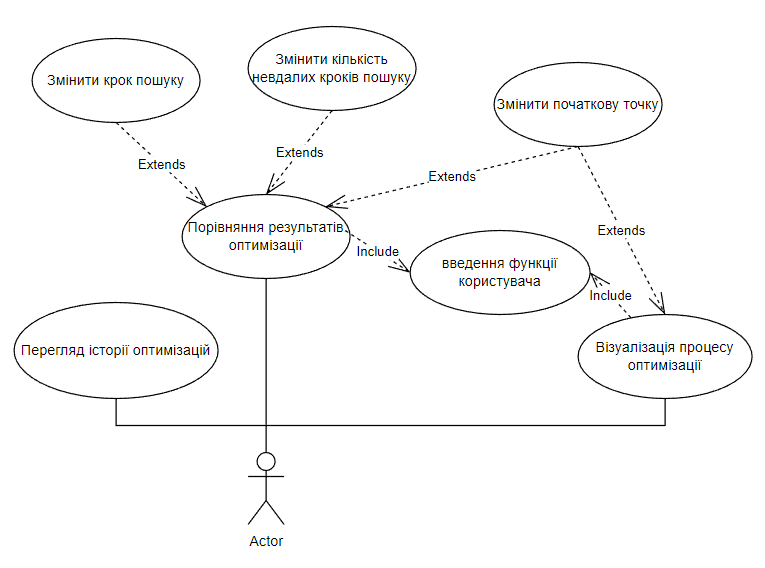 Змінити крок пошуку
Змінити кількість
невдалих кроків пошуку
Змінити початкову точку
Extends
Extends
Extends
Extends
Порівняння результатів
оптимізації
Include
введення функції
користувача
Include
Перегляд історії оптимізацій
Візуалізація процесу
оптимізації
Actor